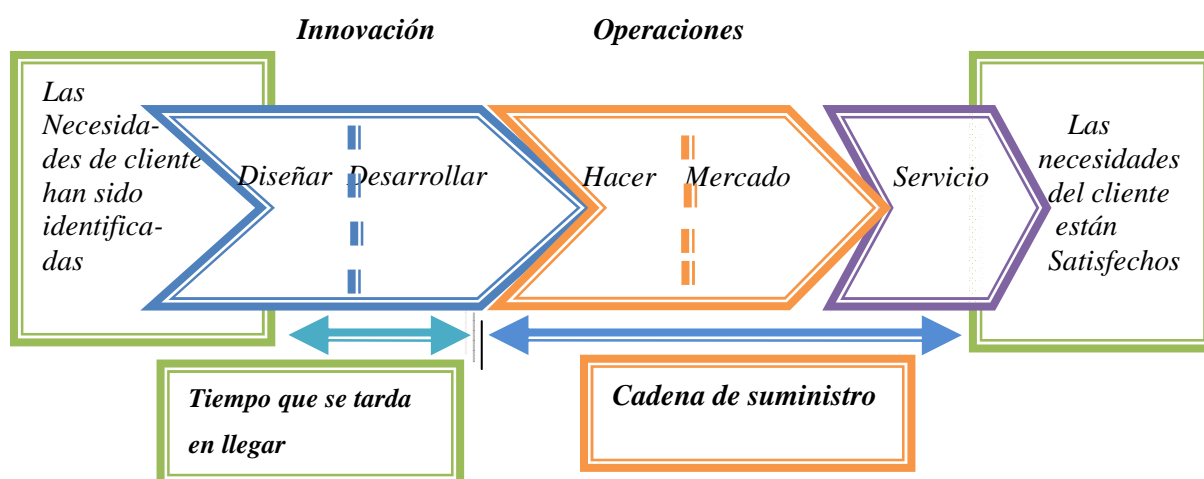 Innovación
Operaciones
Las
Necesida-
des de cliente
han sido
identifica-
das
Diseñar
Desarrollar
Hacer
Mercado
Servicio
Las
necesidades
del cliente
están
Satisfechos
Tiempo que se tarda
en llegar
Cadena de suministro